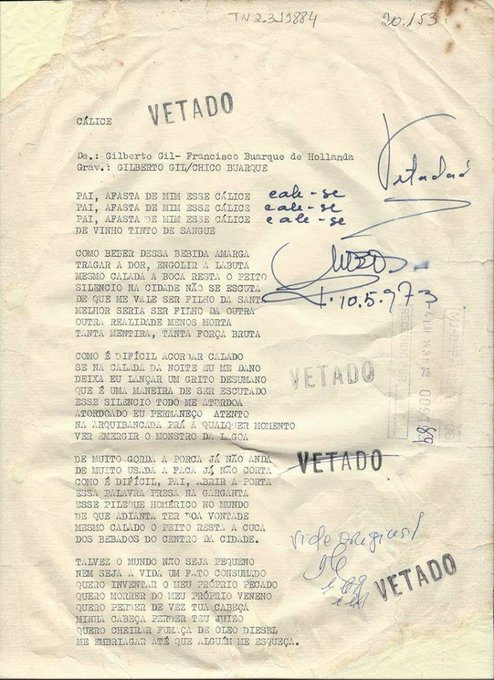 TN 2.3.19884
20.153
VETADO
CÁLICE
De.: Gilberto Gil- Francisco Buarque de Hollanda
Grav.: GILBERTO GIL/CHICO BUARQUE
Vetado
PAI, AFASTA DE MIM ESSE CÁLICE cale-se
PAI, AFASTA DE MIM ESSE CÁLICE cale-se
PAI, AFASTA DE MIM ESSE CÁLICE cale-se
DE VINHO TINTO DE SANGUE
COMO BEBER DESSA BEBIDA AMARGA
TRAGAR A DOR, ENGOLIR A LABUTA
MESMO CALADA A BOCA RESTA O PEITO
SILENCIO NA CIDADE NÃO SE ESCUTA
DE QUE ME VALE SER FILHO DA SANTA
MELHOR SERIA SER FILHO DA OUTRA
OUTRA REALIDADE MENOS MORTA
TANTA MENTIRA, TANTA FORÇA BRUTA
10.5.973
COMO É DIFÍCIL ACORDAR CALADO
SE NA CALADA DA NOITE EU ME DANO
DEIXA EU LANÇAR UM GRITO DESUMANO
QUE É UMA MANEIRA DE SER ESCUTADO
ESSE SILENCIO TODO ME ATORDOA
ATORDOADO EU PERMANEÇO ATENTO
NA ARQUIBANCADA PRÁ A QUALQUER MOMENTO
VER EMERGIR O MONSTRO DA LAGOA
VETADO
DE MUITO GORDA A PORCA JÁ NÃO ANDA
DE MUITO USADA A FACA JÁ NÃO CORTA
COMO É DIFÍCIL, PAI, ABRIR A PORTA
ESSA PALAVRA PRESA NA GARGANTA
ESSE PILEQUE HOMÉRICO NO MUNDO
DE QUE ADIANTA TER BOA VONTADE
MESMO CALADO O PEITO RESTA A CUCA
DOS BEBADOS DO CENTRO DA CIDADE.
VETADO
vide original
TALVEZ O MUNDO NÃO SEJA PEQUENO
NEM SEJA A VIDA UM FATO CONSUMADO
QUERO INVENTAR O MEU PRÓPRIO PECADO
QUERO MORRER DO MEU PRÓPRIO VENENO
QUERO PERDER DE VEZ TUA CABEÇA
MINHA CABEÇA PERDER TEU JUIZO
QUERO CHEIRAR FUMAÇA DE OLEO DIESEL
ME EMBRIAGAR ATÉ QUE ALGUÉM ME ESQUEÇA.
VETADO